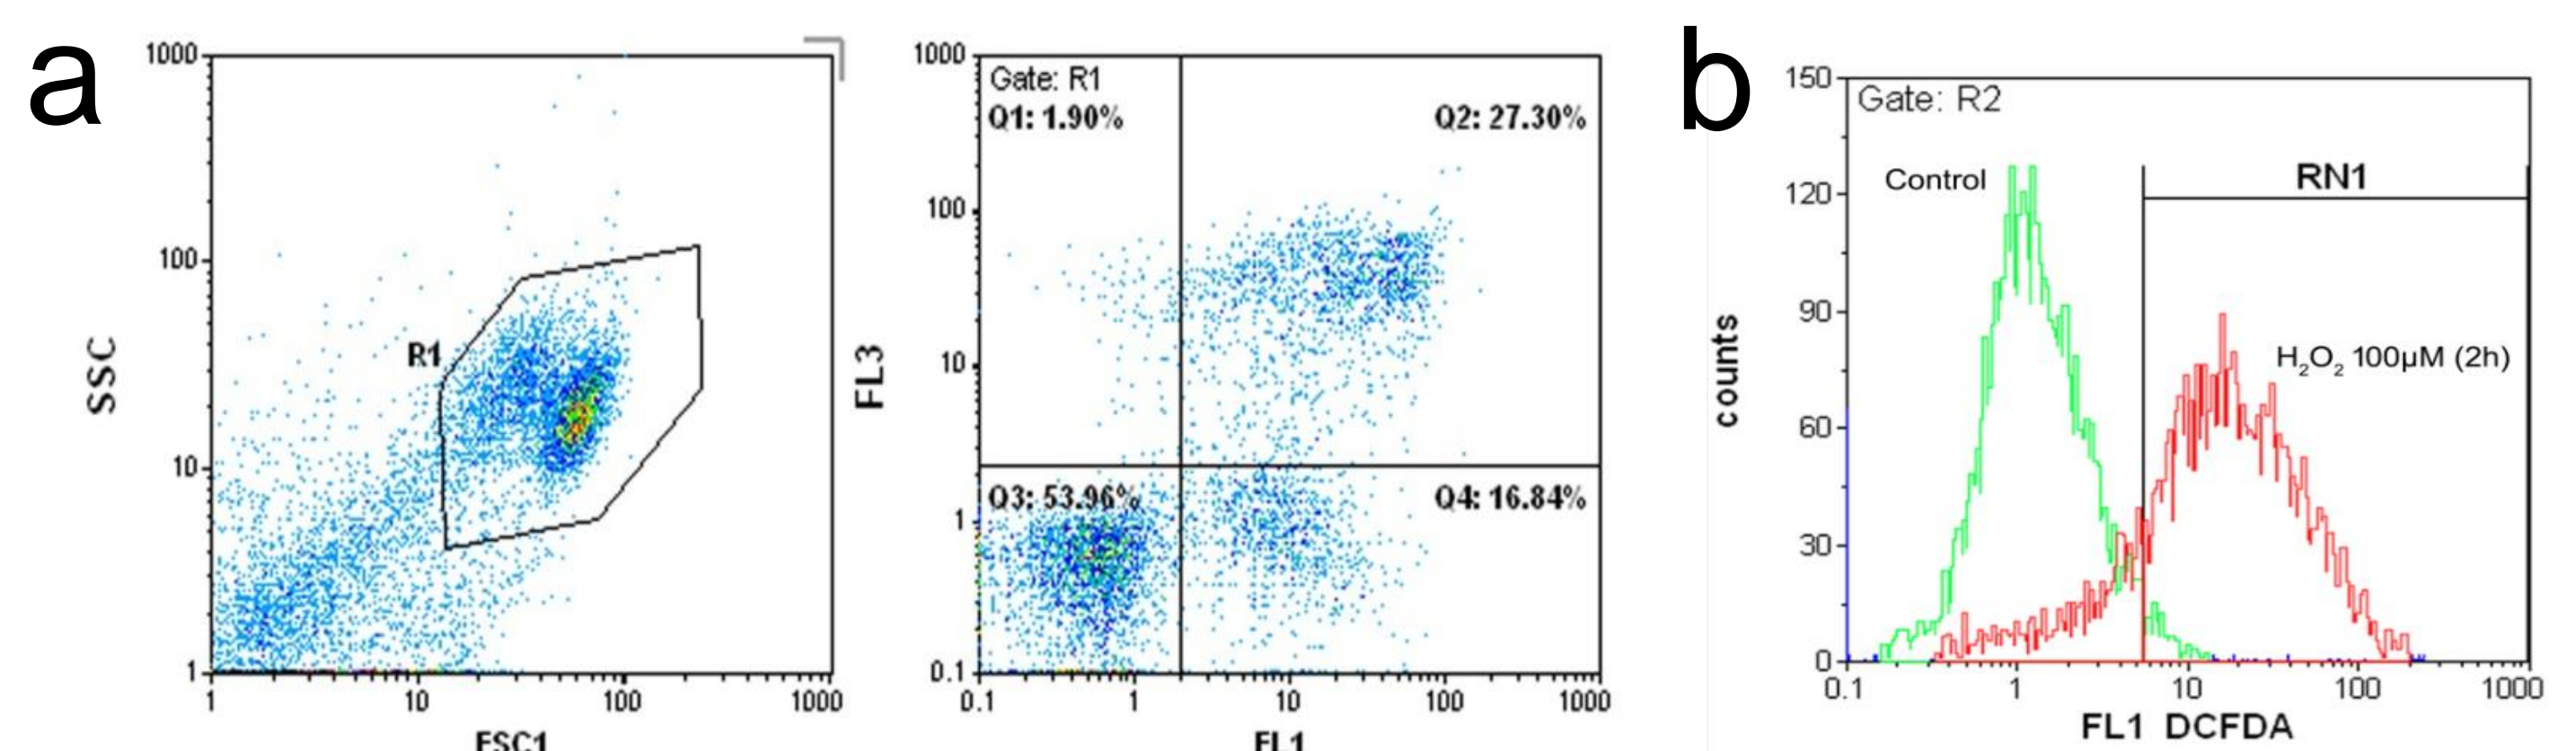 a
1000
100
10
1
SSC
R1
1
10
100
1000
FSC1
1000
100
10
1
0.1
FL3
Gate: R1
Q1: 1.90%
Q2: 27.30%
Q3: 53.96%
Q4: 16.84%
0.1
1
10
100
1000
FL1
b
150
120
90
60
30
0
counts
Gate: R2
Control
RN1
H₂O₂ 100µM (2h)
0.1
1
10
100
1000
FL1 DCFDA